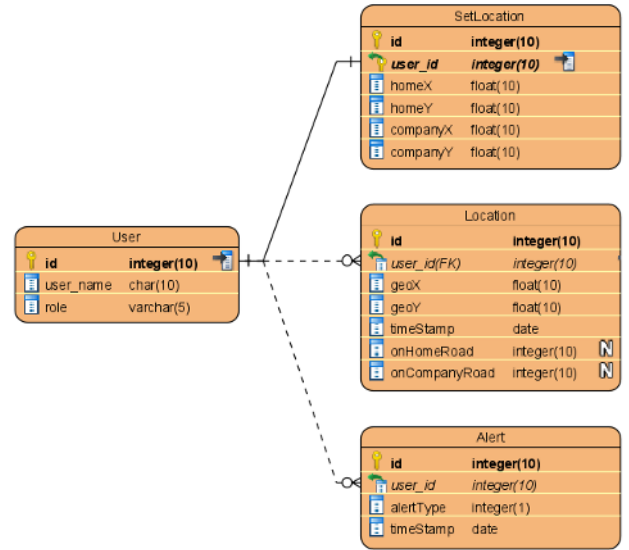 SetLocation
id integer(10)
user_id integer(10)
homeX float(10)
homeY float(10)
companyX float(10)
companyY float(10)
User
id integer(10)
user_name char(10)
role varchar(5)
Location
id integer(10)
user_id(FK) integer(10)
geoX float(10)
geoY float(10)
timeStamp date
onHomeRoad integer(10) N
onCompanyRoad integer(10) N
Alert
id integer(10)
user_id integer(10)
alertType integer(1)
timeStamp date